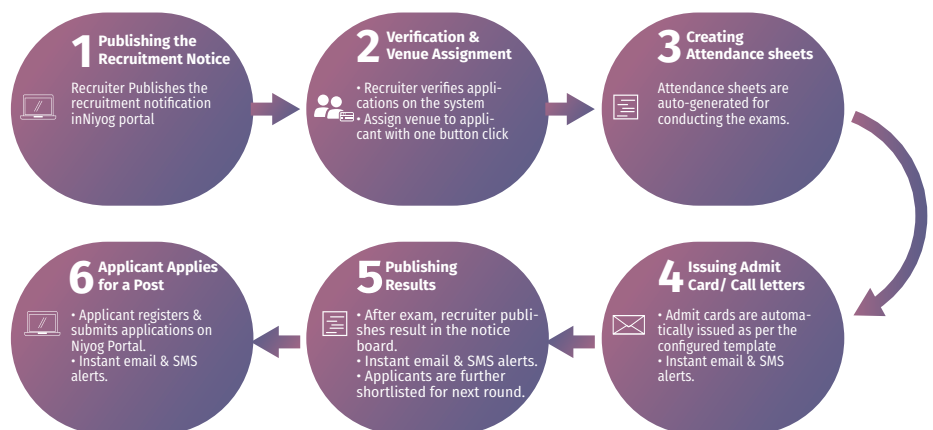 1 Publishing the
Recruitment Notice
Recruiter Publishes the
recruitment notification
inNiyog portal
2 Verification &
Venue Assignment
• Recruiter verifies appli-
cations on the system
• Assign venue to appli-
cant with one button click
3 Creating
Attendance sheets
Attendance sheets are
auto-generated for
conducting the exams.
4 Issuing Admit
Card/ Call letters
• Admit cards are automa-
tically issued as per the
configured template
• Instant email & SMS
alerts.
5 Publishing
Results
• After exam, recruiter publi-
shes result in the notice
board.
• Instant email & SMS alerts.
• Applicants are further
shortlisted for next round.
6 Applicant Applies
for a Post
• Applicant registers &
submits applications on
Niyog Portal.
• Instant email & SMS
alerts.